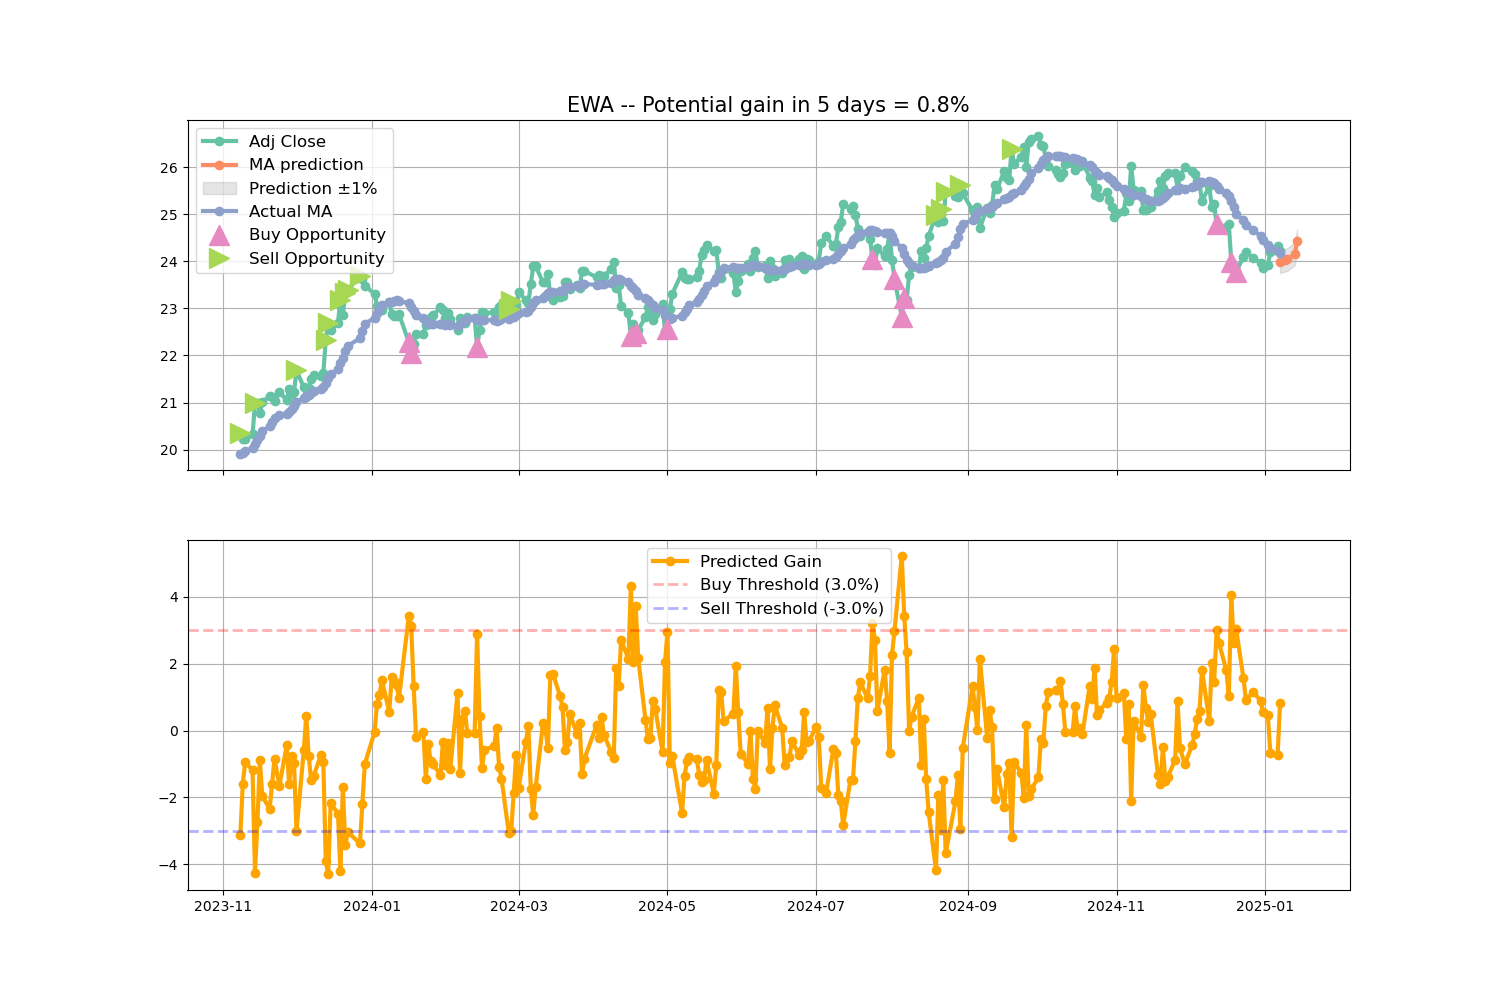 EWA -- Potential gain in 5 days = 0.8%
Adj Close
MA prediction
Prediction ±1%
Actual MA
Buy Opportunity
Sell Opportunity
26
25
24
23
22
21
20
Predicted Gain
Buy Threshold (3.0%)
Sell Threshold (-3.0%)
4
2
0
−2
−4
2023-11 2024-01 2024-03 2024-05 2024-07 2024-09 2024-11 2025-01